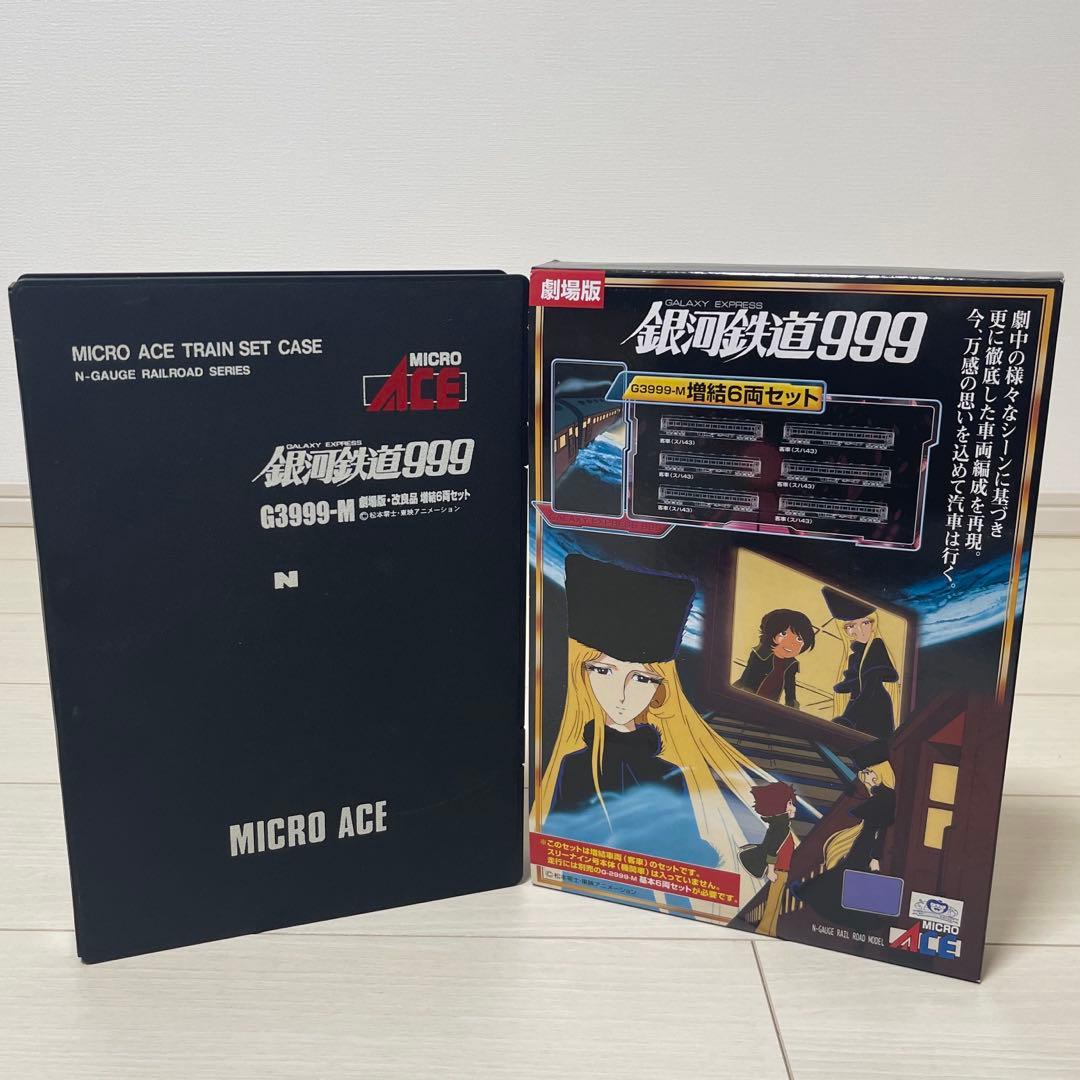 MICRO ACE TRAIN SET CASE
N-GAUGE RAILROAD SERIES
MICRO
ACE
GALAXY EXPRESS
銀河鉄道999
G3999-M 劇場版・改良品 増結6両セット
©松本零士・東映アニメーション
N
MICRO ACE
劇場版
GALAXY EXPRESS
銀河鉄道999
G3999-M 増結6両セット
客車(スハ43)
客車(スハ43)
客車(スハ43)
客車(スハ43)
客車(スハ43)
客車(スハ43)
劇中の様々なシーンに基づき
更に徹底した車両編成を再現。
今、万感の思いを込めて汽車は行く。
※このセットは増結車両(客車)のセットです。
スリーナイン号本体(機関車)は入っていません。
走行には別売のG-2999-M 基本6両セットが必要です。
©松本零士・東映アニメーション
N-GAUGE RAIL ROAD MODEL
MICRO
ACE